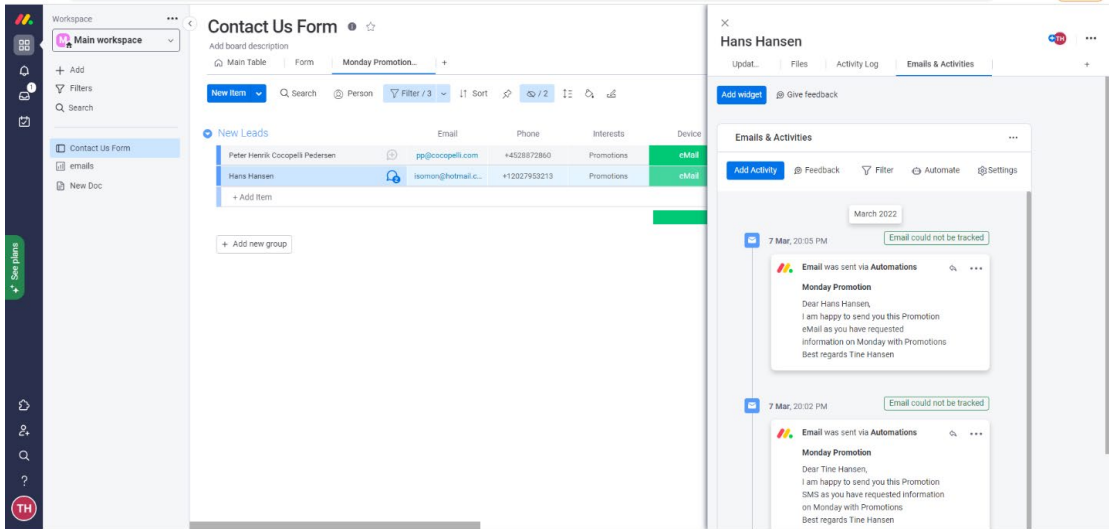 Workspace
Main workspace
Add
Filters
Search
Contact Us Form
emails
New Doc
See plans
TH
Contact Us Form
Add board description
Main Table
Form
Monday Promotion...
+
New Item
Search
Person
Filter / 3
Sort
/ 2
New Leads
Email
Phone
Interests
Device
Peter Henrik Cocopelli Pedersen
pp@cocopelli.com
+4528872860
Promotions
eMail
Hans Hansen
2
isomon@hotmail.c...
+12027953213
Promotions
eMail
+ Add Item
+ Add new group
Hans Hansen
TH
Updat...
Files
Activity Log
Emails & Activities
+
Add widget
Give feedback
Emails & Activities
Add Activity
Feedback
Filter
Automate
Settings
March 2022
7 Mar, 20:05 PM
Email could not be tracked
Email was sent via Automations
Monday Promotion
Dear Hans Hansen,
I am happy to send you this Promotion
eMail as you have requested
information on Monday with Promotions
Best regards Tine Hansen
7 Mar, 20:02 PM
Email could not be tracked
Email was sent via Automations
Monday Promotion
Dear Tine Hansen,
I am happy to send you this Promotion
SMS as you have requested information
on Monday with Promotions
Best regards Tine Hansen